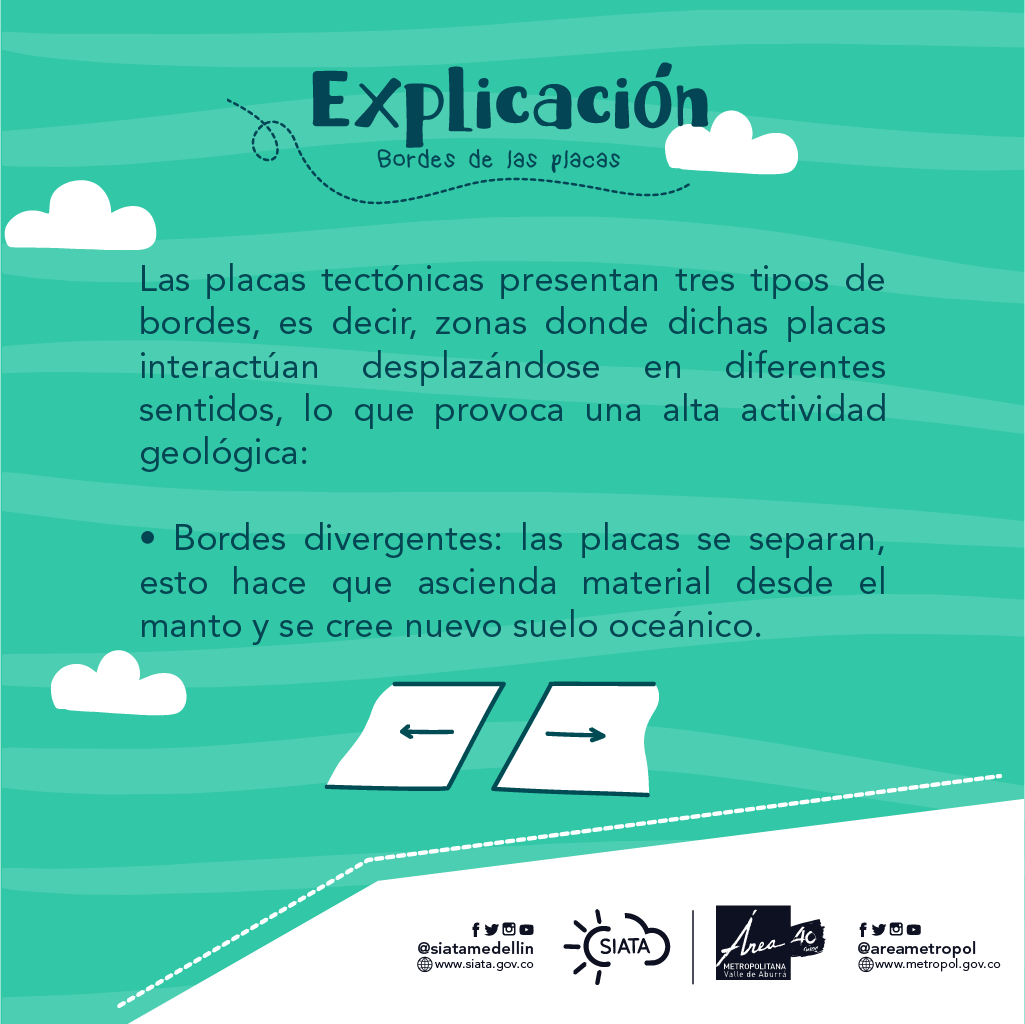 Explicación
Bordes de las placas
Las placas tectónicas presentan tres tipos de
bordes, es decir, zonas donde dichas placas
interactúan desplazándose en diferentes
sentidos, lo que provoca una alta actividad
geológica:
• Bordes divergentes: las placas se separan,
esto hace que ascienda material desde el
manto y se cree nuevo suelo oceánico.
@siatamedellin
www.siata.gov.co
SIATA
Área
40
METROPOLITANA
Valle de Aburrá
@areametropol
www.metropol.gov.co